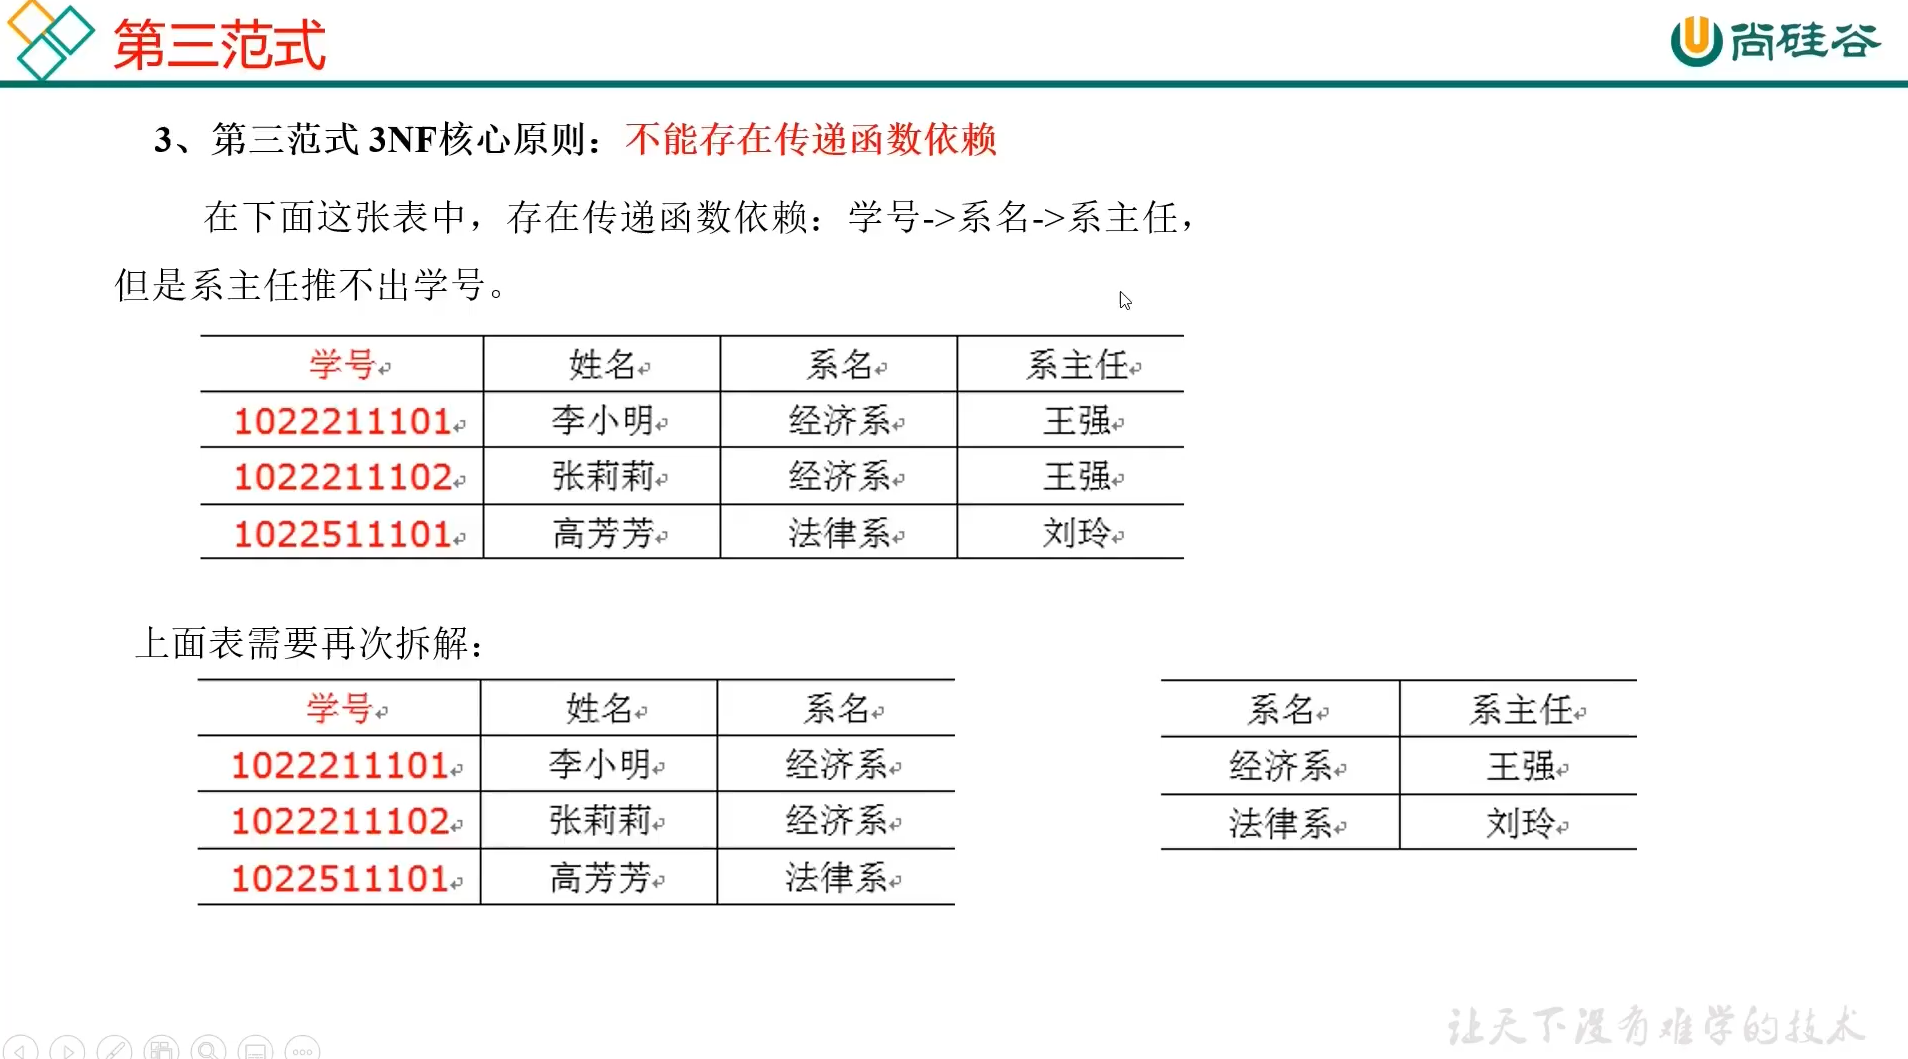 第三范式
尚硅谷
3、第三范式 3NF核心原则：不能存在传递函数依赖
在下面这张表中，存在传递函数依赖：学号->系名->系主任，
但是系主任推不出学号。
学号 姓名 系名 系主任
1022211101 李小明 经济系 王强
1022211102 张莉莉 经济系 王强
1022511101 高芳芳 法律系 刘玲
上面表需要再次拆解：
学号 姓名 系名
1022211101 李小明 经济系
1022211102 张莉莉 经济系
1022511101 高芳芳 法律系
系名 系主任
经济系 王强
法律系 刘玲
让天下没有难学的技术